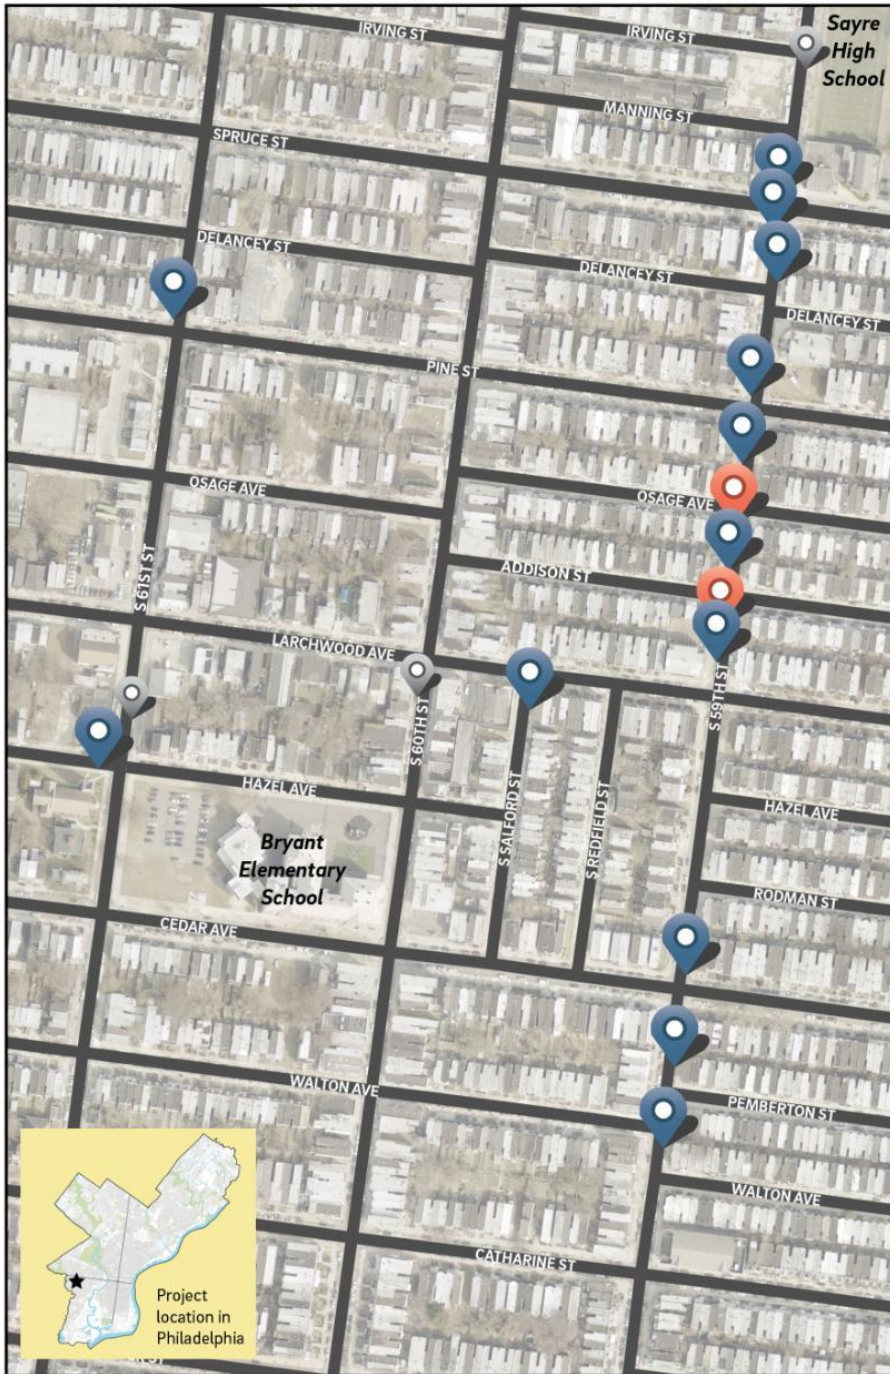 IRVING ST
IRVING ST
Sayre
High
School
MANNING ST
SPRUCE ST
DELANCEY ST
DELANCEY ST
DELANCEY ST
PINE ST
OSAGE AVE
OSAGE AVE
ADDISON ST
S 61ST ST
LARCHWOOD AVE
S 60TH ST
S 59TH ST
HAZEL AVE
S SALFORD ST
S REDFIELD ST
HAZEL AVE
Bryant
Elementary
School
RODMAN ST
CEDAR AVE
WALTON AVE
PEMBERTON ST
WALTON AVE
CATHARINE ST
Project
location in
Philadelphia